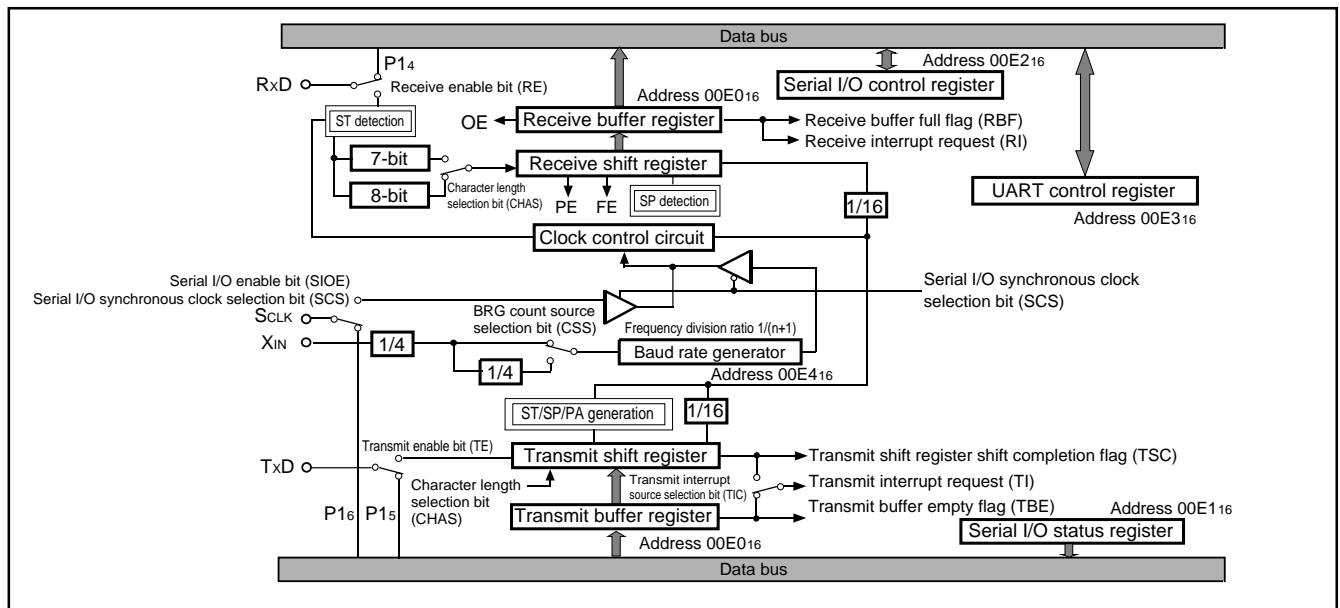 Data bus
P14
RxD
Receive enable bit (RE)
Address 00E216
Serial I/O control register
Address 00E016
ST detection
OE
Receive buffer register
Receive buffer full flag (RBF)
Receive interrupt request (RI)
7-bit
8-bit
Character length
selection bit (CHAS)
Receive shift register
PE
FE
SP detection
1/16
UART control register
Address 00E316
Clock control circuit
Serial I/O enable bit (SIOE)
Serial I/O synchronous clock selection bit (SCS)
Serial I/O synchronous clock
selection bit (SCS)
SCLK
BRG count source
selection bit (CSS)
Frequency division ratio 1/(n+1)
XIN
1/4
1/4
Baud rate generator
Address 00E416
ST/SP/PA generation
1/16
Transmit enable bit (TE)
TxD
Transmit shift register
Transmit shift register shift completion flag (TSC)
Character length
selection bit
(CHAS)
Transmit interrupt
source selection bit (TIC)
Transmit interrupt request (TI)
P16
P15
Transmit buffer register
Transmit buffer empty flag (TBE)
Address 00E116
Serial I/O status register
Address 00E016
Data bus